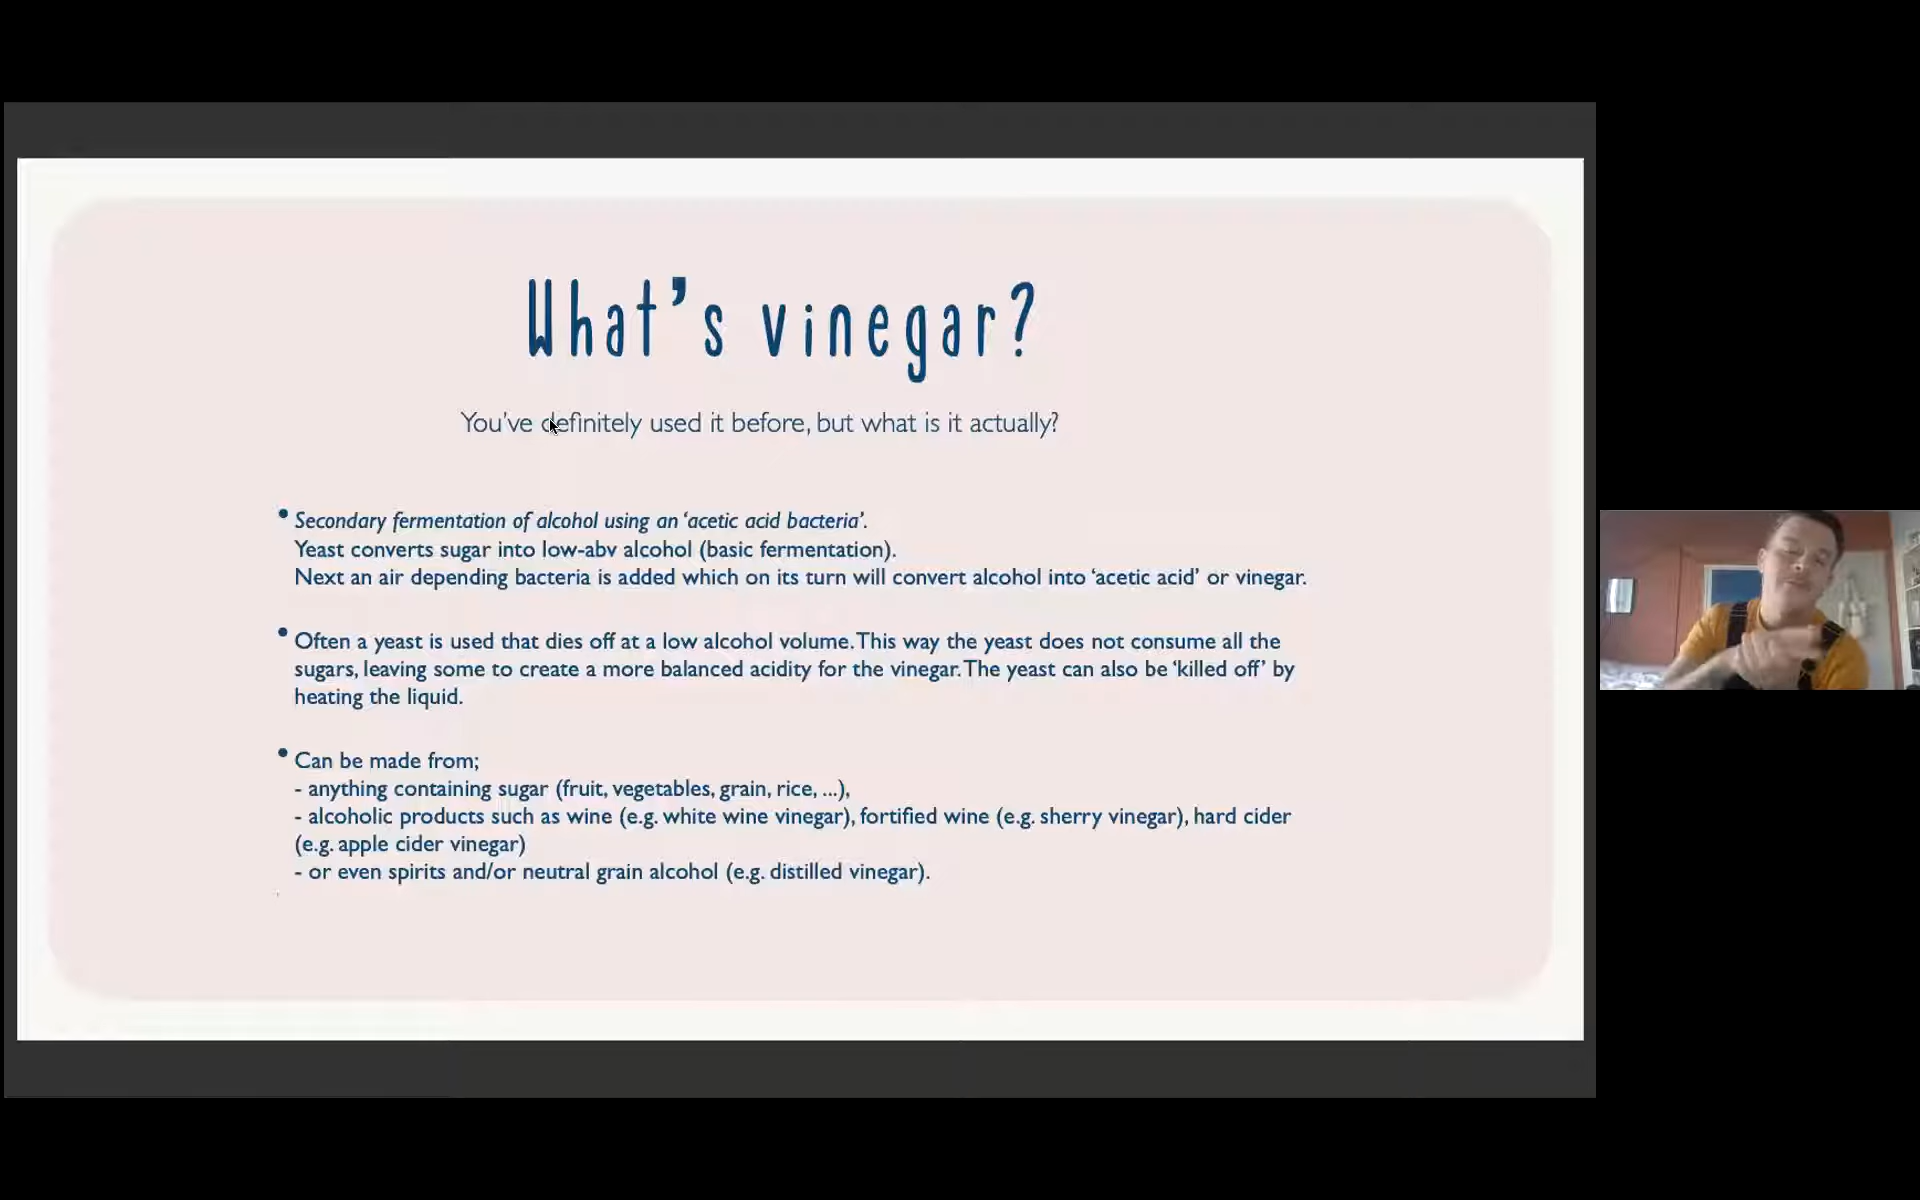 What's vinegar?
You've definitely used it before, but what is it actually?
• Secondary fermentation of alcohol using an ‘acetic acid bacteria’.
Yeast converts sugar into low-abv alcohol (basic fermentation).
Next an air depending bacteria is added which on its turn will convert alcohol into ‘acetic acid’ or vinegar.
• Often a yeast is used that dies off at a low alcohol volume. This way the yeast does not consume all the
sugars, leaving some to create a more balanced acidity for the vinegar. The yeast can also be ‘killed off’ by
heating the liquid.
• Can be made from;
- anything containing sugar (fruit, vegetables, grain, rice, ...),
- alcoholic products such as wine (e.g. white wine vinegar), fortified wine (e.g. sherry vinegar), hard cider
(e.g. apple cider vinegar)
- or even spirits and/or neutral grain alcohol (e.g. distilled vinegar).